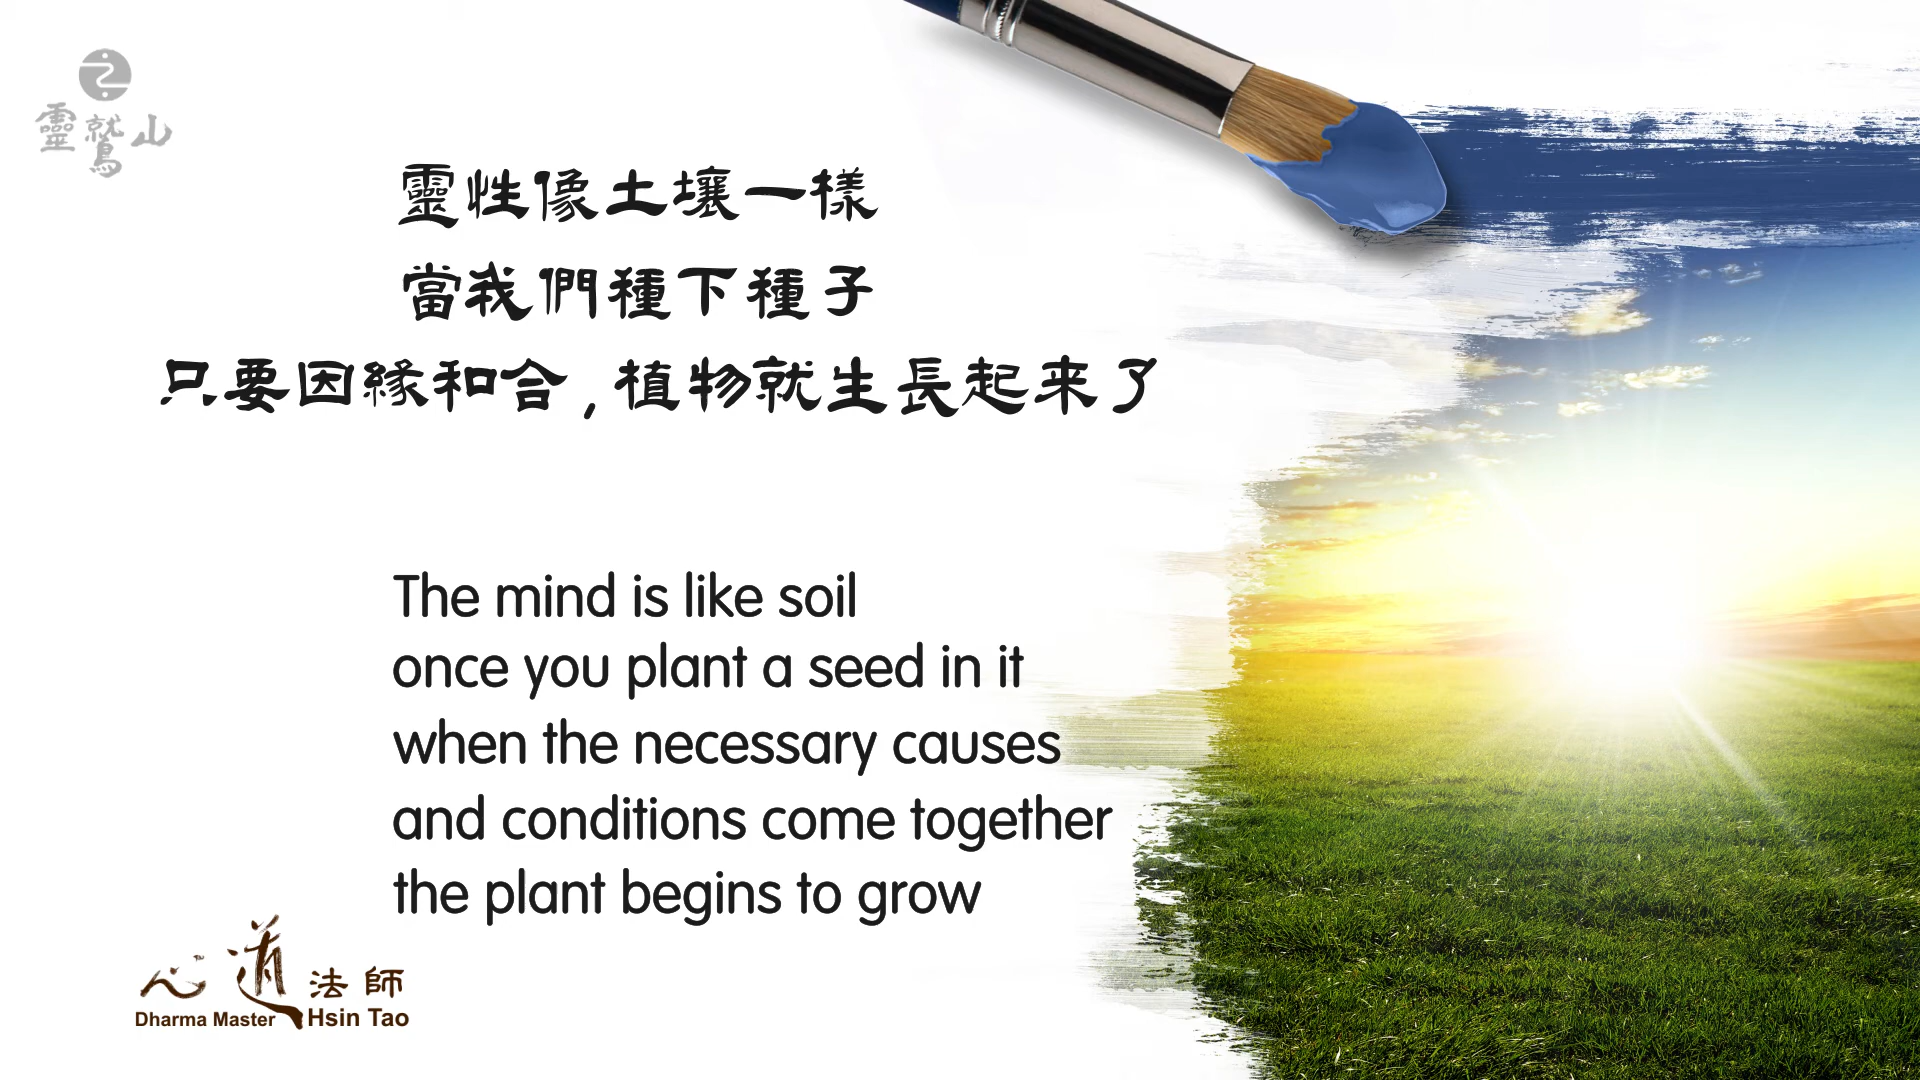 靈鷲山
靈性像土壤一樣
當我們種下種子
只要因緣和合,植物就生長起来了
The mind is like soil
once you plant a seed in it
when the necessary causes
and conditions come together
the plant begins to grow
心道法師
Dharma Master Hsin Tao